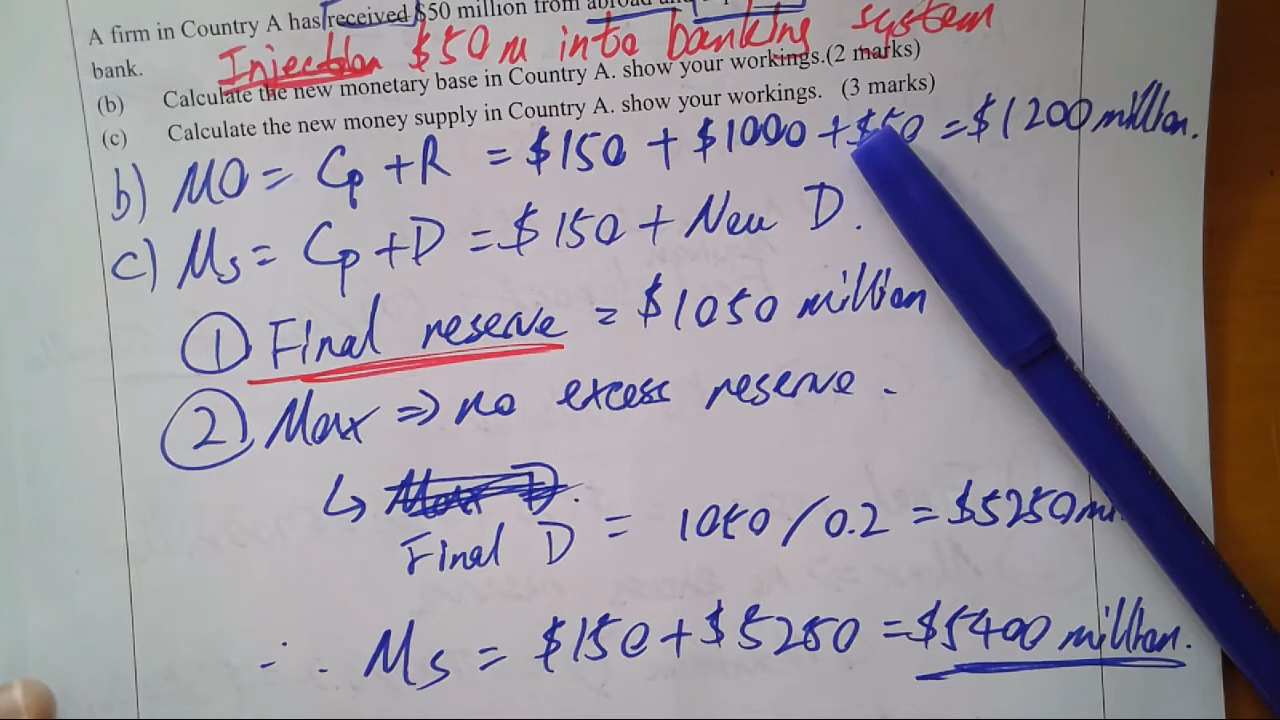 A firm in Country A has received $50 million from abroad
bank.
Injection $50m into banking system
(b) Calculate the new monetary base in Country A. show your workings.(2 marks)
(c) Calculate the new money supply in Country A. show your workings. (3 marks)
b) M0 = Cp + R = $150 + $1000 + $50 = $1200 million.
c) Ms = Cp + D = $150 + New D.
① Final reserve = $1050 million
② Max => no excess reserve.
↳ Final D = 1050 / 0.2 = $5250
∴ Ms = $150 + $5250 = $5400 million.